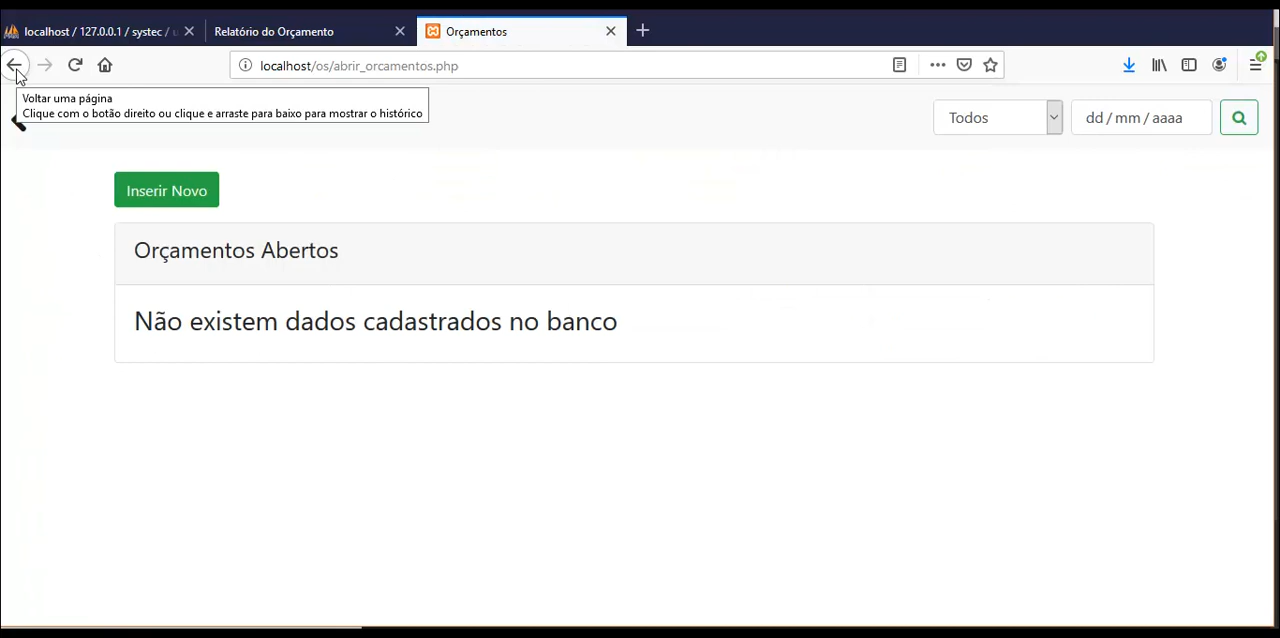 localhost / 127.0.0.1 / systec / u
Relatório do Orçamento
Orçamentos
localhost/os/abrir_orcamentos.php
Voltar uma página
Clique com o botão direito ou clique e arraste para baixo para mostrar o histórico
Todos
dd / mm / aaaa
Inserir Novo
Orçamentos Abertos
Não existem dados cadastrados no banco